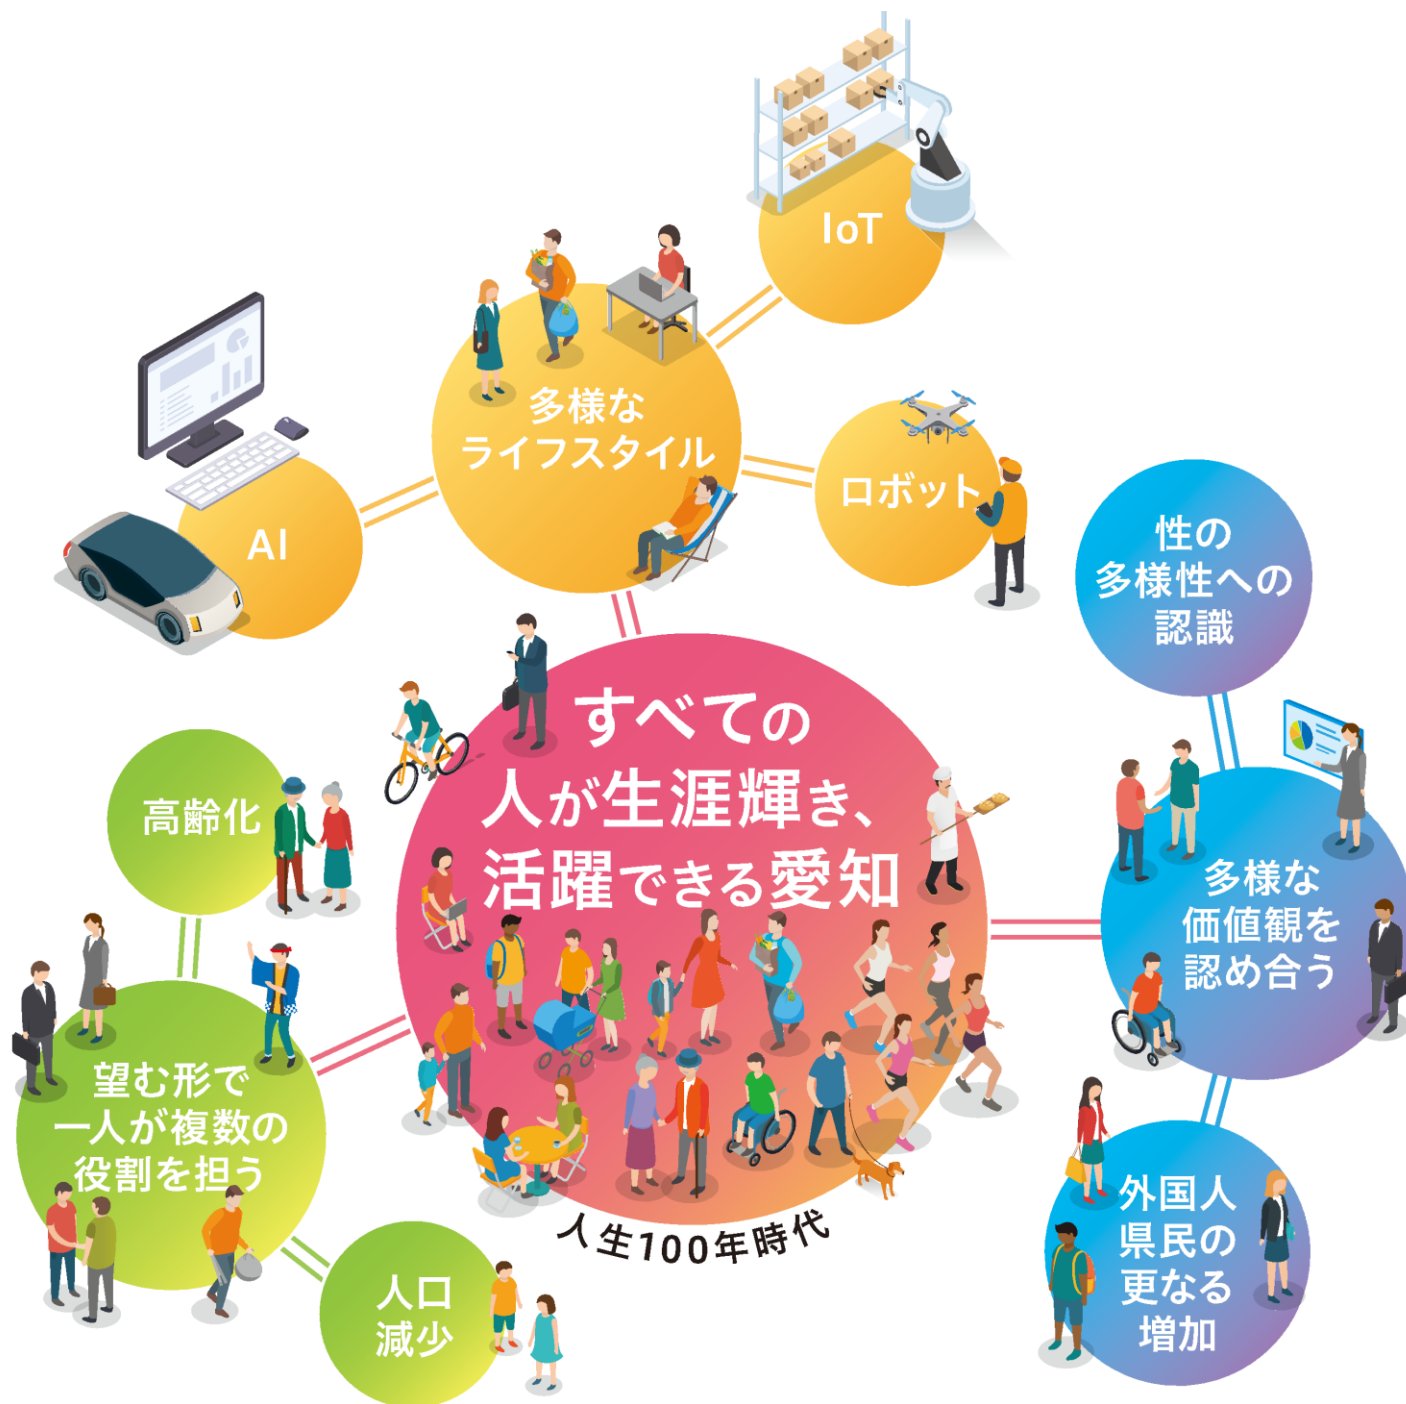 IoT
多様な
ライフスタイル
ロボット
AI
性の
多様性への
認識
すべての
人が生涯輝き、
活躍できる愛知
高齢化
多様な
価値観を
認め合う
望む形で
一人が複数の
役割を担う
人生100年時代
外国人
県民の
更なる
増加
人口
減少